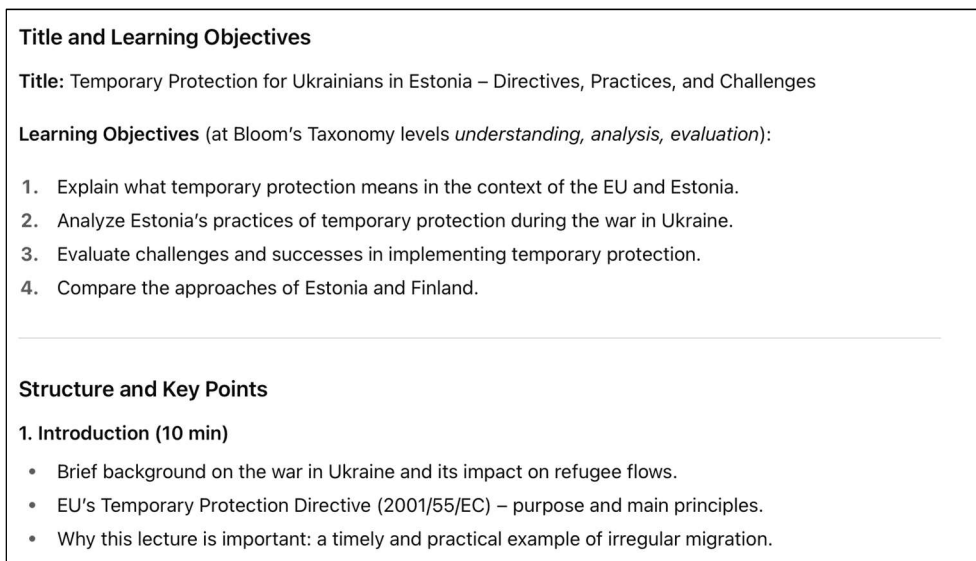 Title and Learning Objectives
Title: Temporary Protection for Ukrainians in Estonia – Directives, Practices, and Challenges
Learning Objectives (at Bloom's Taxonomy levels understanding, analysis, evaluation):
1. Explain what temporary protection means in the context of the EU and Estonia.
2. Analyze Estonia's practices of temporary protection during the war in Ukraine.
3. Evaluate challenges and successes in implementing temporary protection.
4. Compare the approaches of Estonia and Finland.
Structure and Key Points
1. Introduction (10 min)
• Brief background on the war in Ukraine and its impact on refugee flows.
• EU's Temporary Protection Directive (2001/55/EC) – purpose and main principles.
• Why this lecture is important: a timely and practical example of irregular migration.